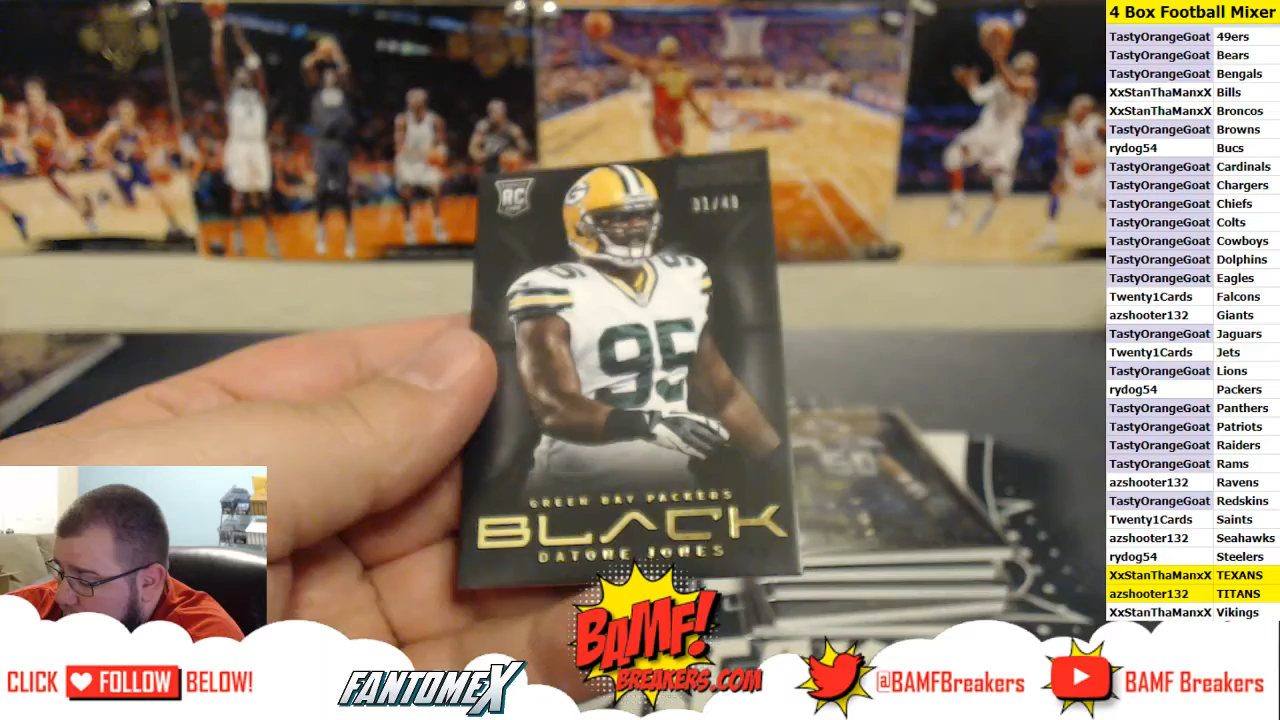 4 Box Football Mixer
TastyOrangeGoat 49ers
TastyOrangeGoat Bears
TastyOrangeGoat Bengals
XxStanThaManxX Bills
XxStanThaManxX Broncos
TastyOrangeGoat Browns
rydog54 Bucs
TastyOrangeGoat Cardinals
TastyOrangeGoat Chargers
TastyOrangeGoat Chiefs
TastyOrangeGoat Colts
TastyOrangeGoat Cowboys
TastyOrangeGoat Dolphins
TastyOrangeGoat Eagles
Twenty1Cards Falcons
azshooter132 Giants
TastyOrangeGoat Jaguars
Twenty1Cards Jets
TastyOrangeGoat Lions
rydog54 Packers
TastyOrangeGoat Panthers
TastyOrangeGoat Patriots
TastyOrangeGoat Raiders
TastyOrangeGoat Rams
azshooter132 Ravens
TastyOrangeGoat Redskins
Twenty1Cards Saints
azshooter132 Seahawks
rydog54 Steelers
XxStanThaManxX TEXANS
azshooter132 TITANS
XxStanThaManxX Vikings
RC
G
95
95
GREEN BAY PACKERS
BLACK
DATONE JONES
CLICK FOLLOW BELOW!
FANTOMEX
BAMF!
BREAKERS.COM
@BAMFBreakers
BAMF Breakers